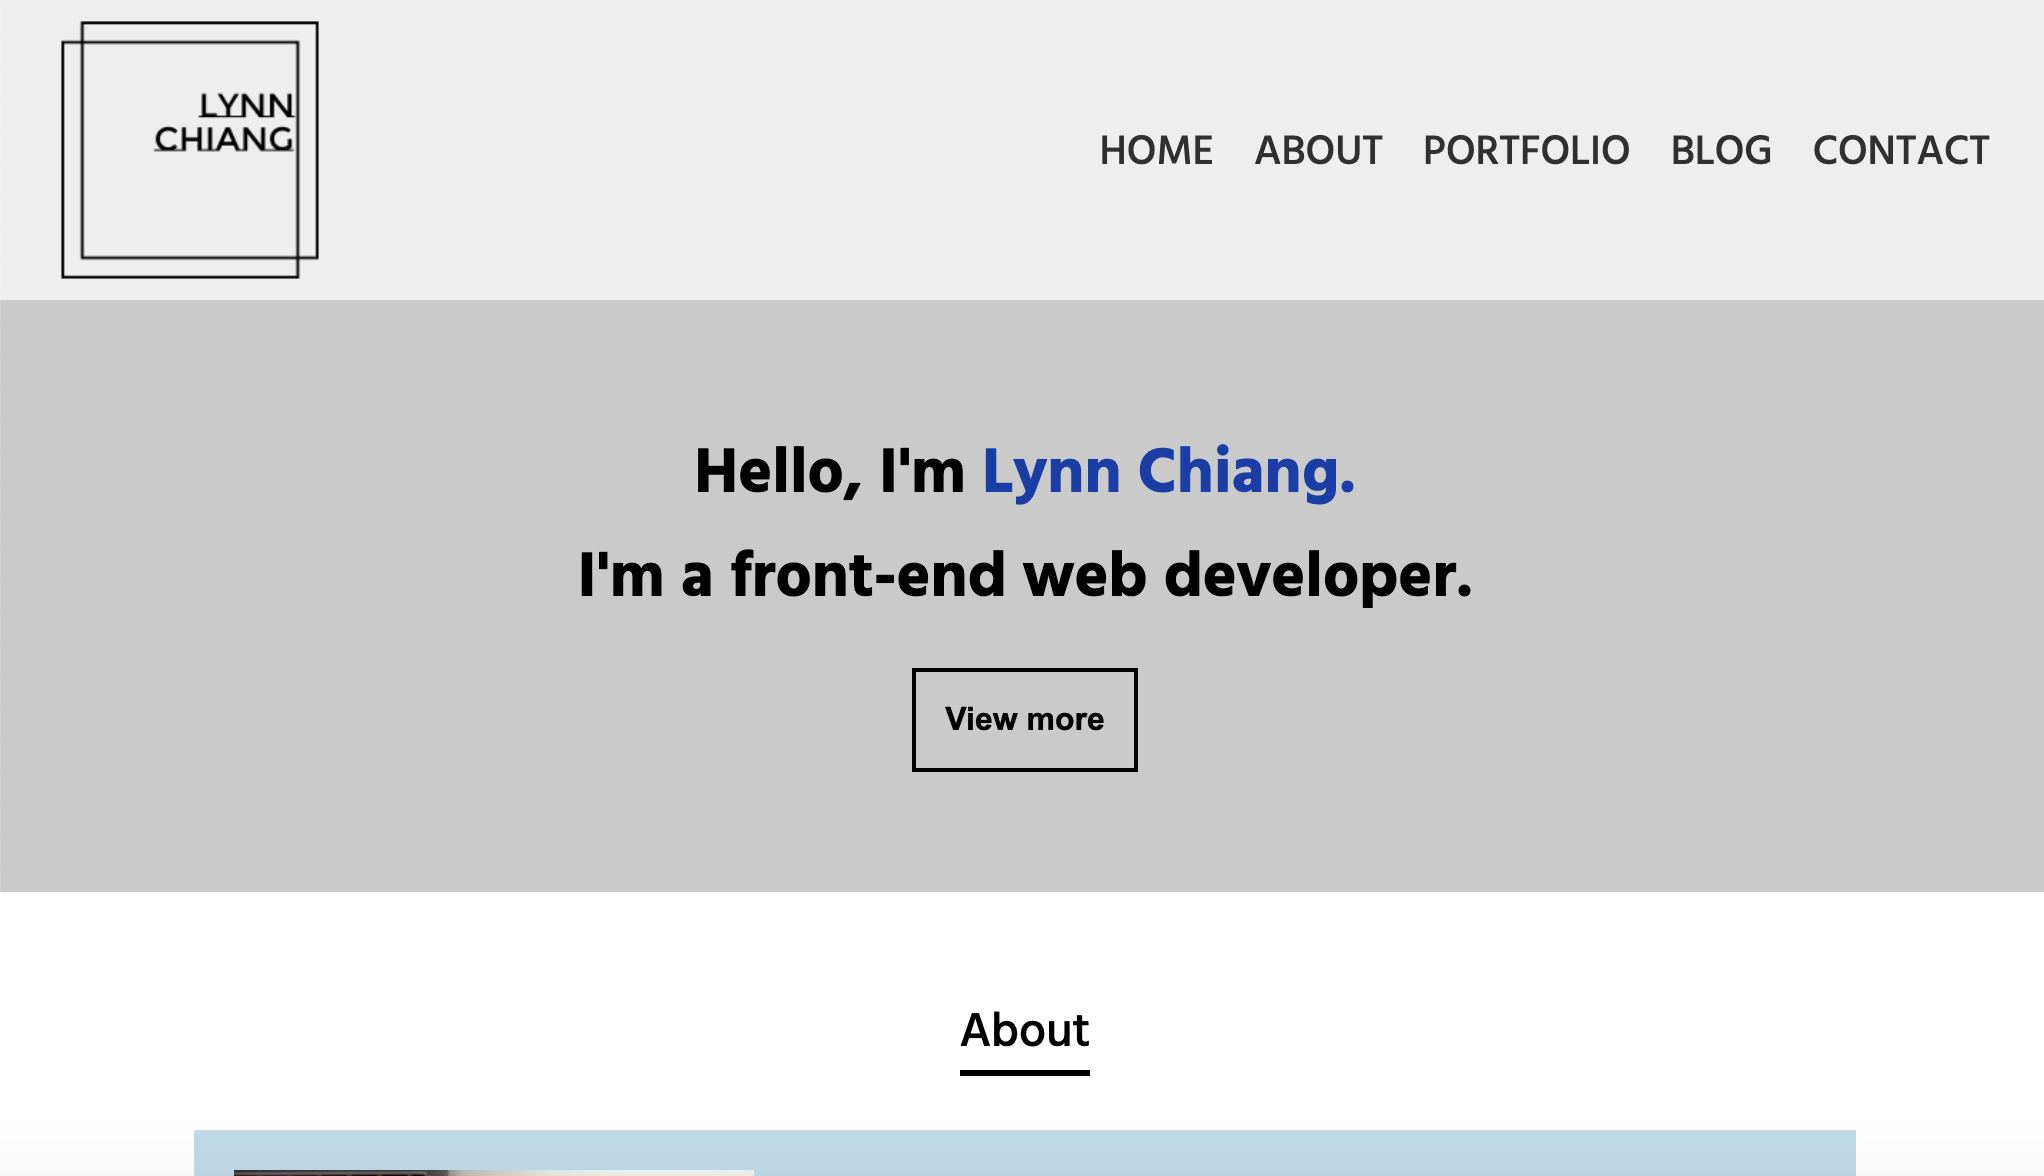 LYNN
CHIANG
HOME ABOUT PORTFOLIO BLOG CONTACT
Hello, I'm Lynn Chiang.
I'm a front-end web developer.
View more
About